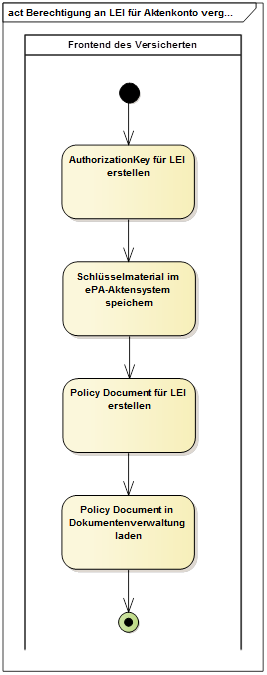 act Berechtigung an LEI für Aktenkonto verg...
Frontend des Versicherten
AuthorizationKey für LEI
erstellen
Schlüsselmaterial im
ePA-Aktensystem
speichern
Policy Document für LEI
erstellen
Policy Document in
Dokumentenverwaltung
laden